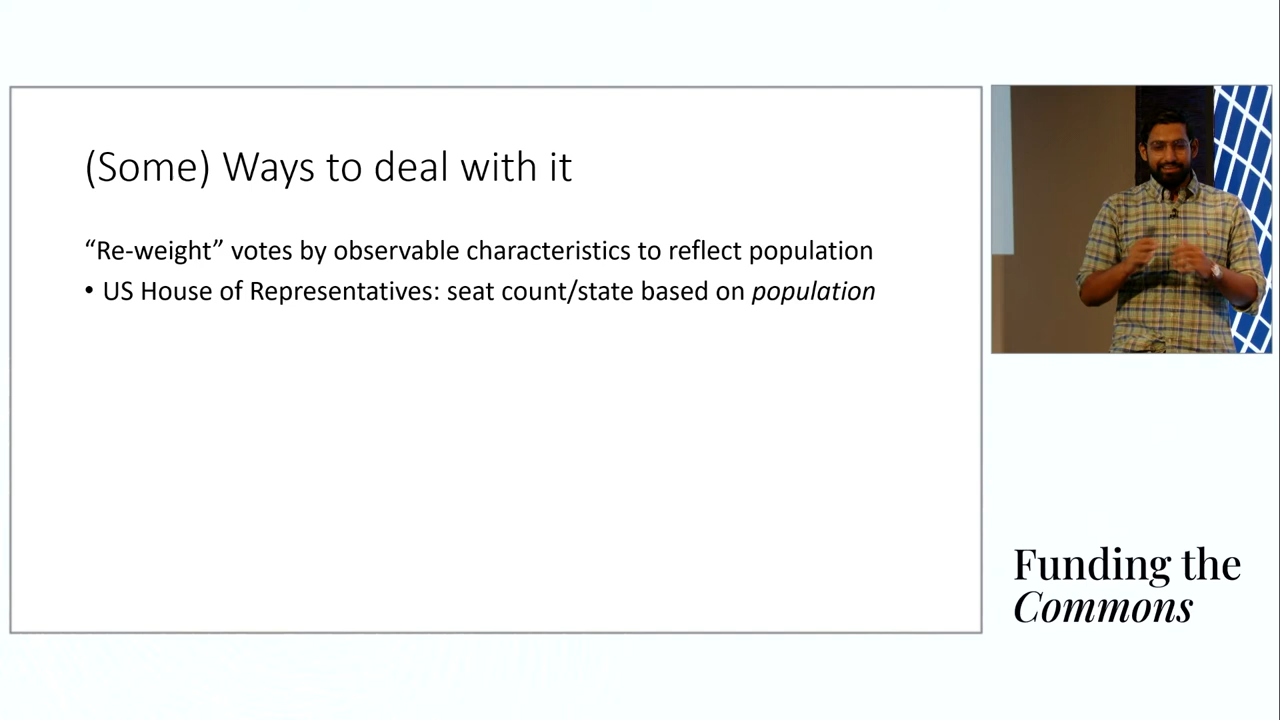 (Some) Ways to deal with it
“Re-weight” votes by observable characteristics to reflect population
• US House of Representatives: seat count/state based on population
Funding the
Commons